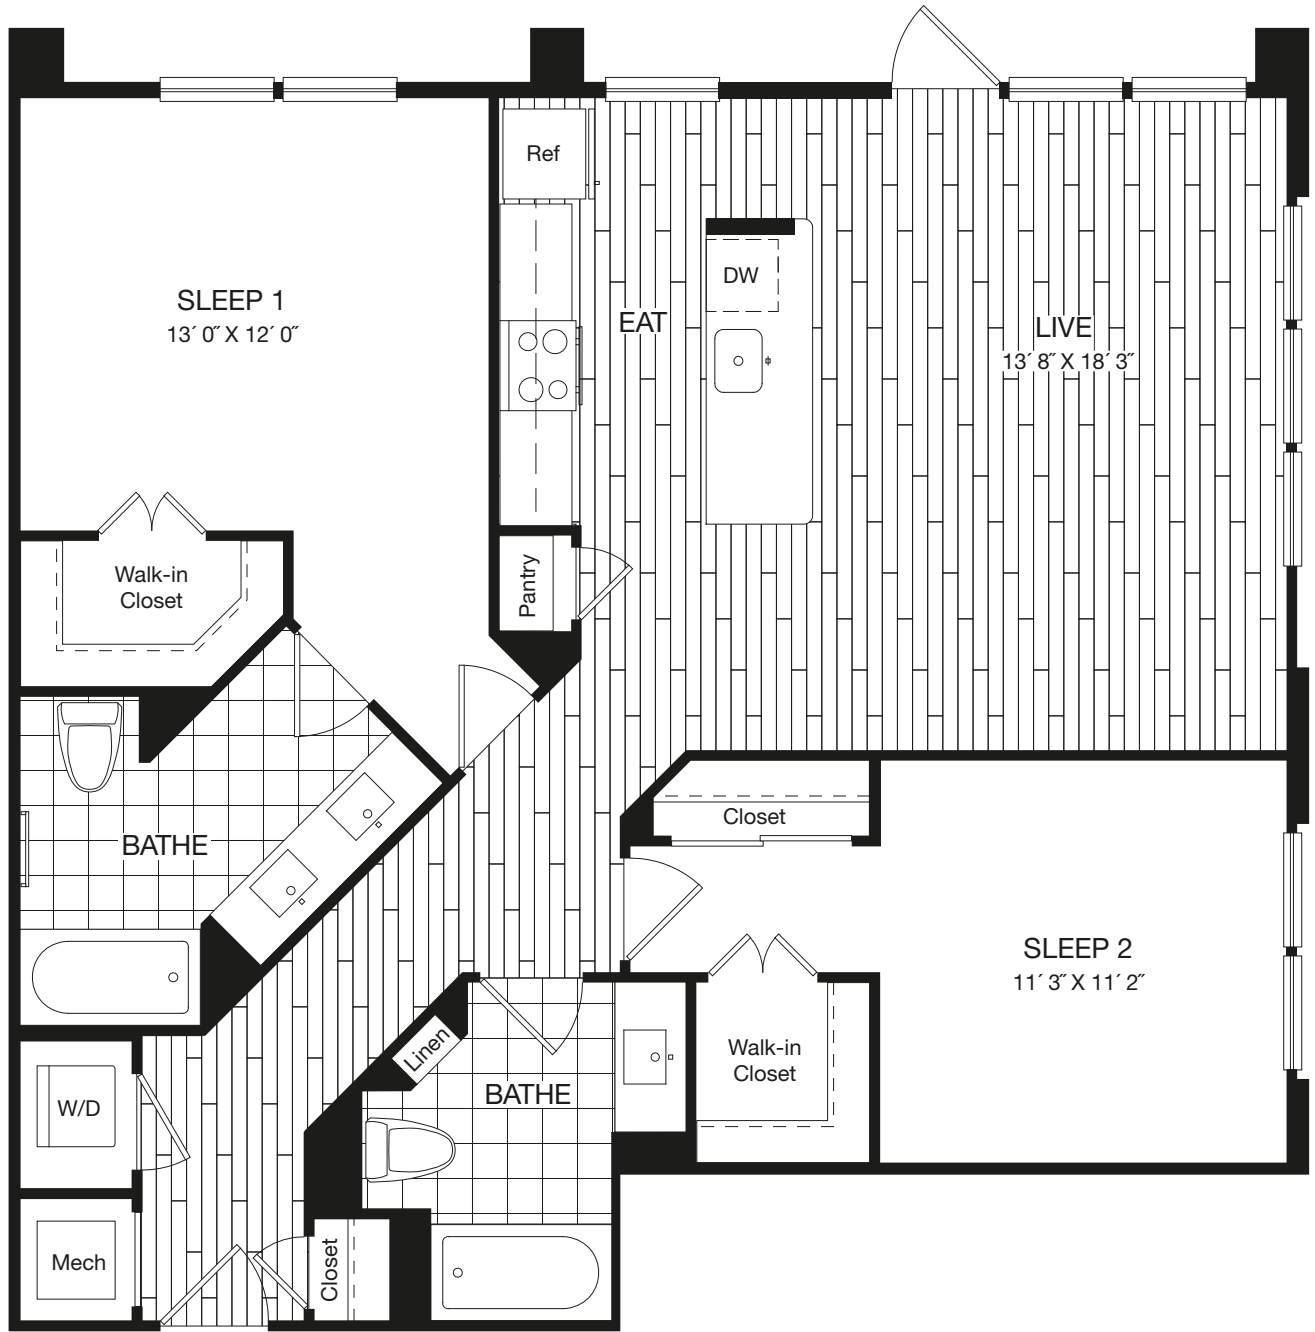 Ref
DW
SLEEP 1
13´ 0˝ X 12´ 0˝
EAT
LIVE
13´ 8˝ X 18´ 3˝
Walk-in
Closet
Pantry
Closet
BATHE
SLEEP 2
11´ 3˝ X 11´ 2˝
Linen
Walk-in
Closet
BATHE
W/D
Mech
Closet